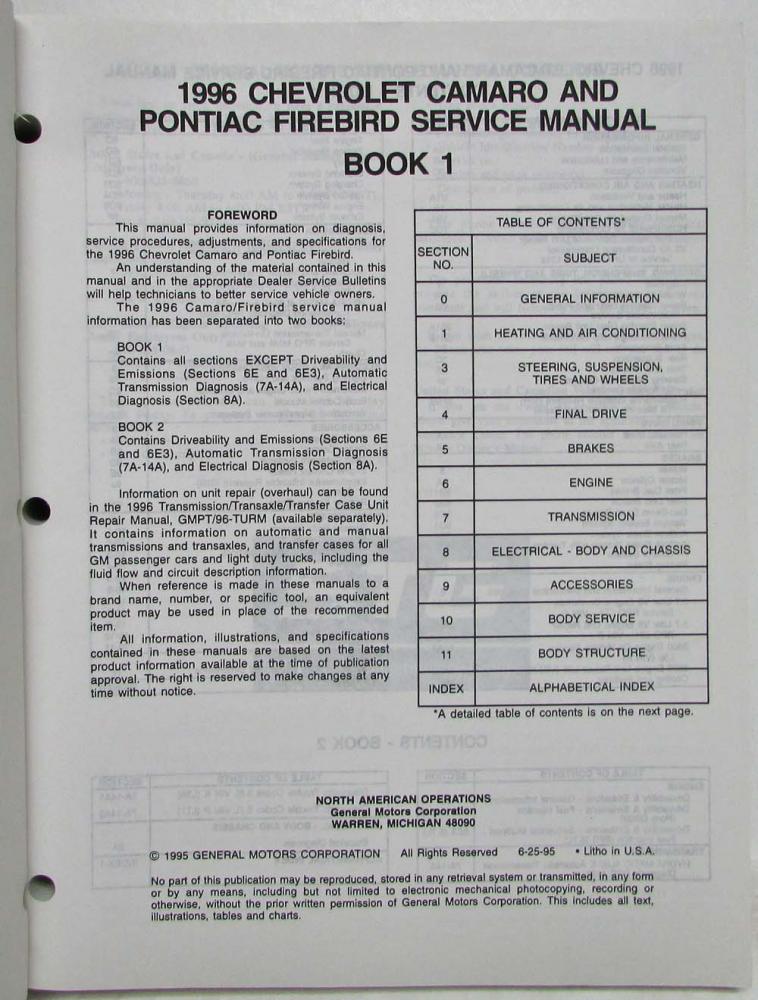 1996 CHEVROLET CAMARO AND
PONTIAC FIREBIRD SERVICE MANUAL
BOOK 1
FOREWORD
This manual provides information on diagnosis,
service procedures, adjustments, and specifications for
the 1996 Chevrolet Camaro and Pontiac Firebird.
An understanding of the material contained in this
manual and in the appropriate Dealer Service Bulletins
will help technicians to better service vehicle owners.
The 1996 Camaro/Firebird service manual
information has been separated into two books:
BOOK 1
Contains all sections EXCEPT Driveability and
Emissions (Sections 6E and 6E3), Automatic
Transmission Diagnosis (7A-14A), and Electrical
Diagnosis (Section 8A).
BOOK 2
Contains Driveability and Emissions (Sections 6E
and 6E3), Automatic Transmission Diagnosis
(7A-14A), and Electrical Diagnosis (Section 8A).
Information on unit repair (overhaul) can be found
in the 1996 Transmission/Transaxle/Transfer Case Unit
Repair Manual, GMPT/96-TURM (available separately).
It contains information on automatic and manual
transmissions and transaxles, and transfer cases for all
GM passenger cars and light duty trucks, including the
fluid flow and circuit description information.
When reference is made in these manuals to a
brand name, number, or specific tool, an equivalent
product may be used in place of the recommended
item.
All information, illustrations, and specifications
contained in these manuals are based on the latest
product information available at the time of publication
approval. The right is reserved to make changes at any
time without notice.
TABLE OF CONTENTS*
SECTION NO. SUBJECT
0 GENERAL INFORMATION
1 HEATING AND AIR CONDITIONING
3 STEERING, SUSPENSION,
TIRES AND WHEELS
4 FINAL DRIVE
5 BRAKES
6 ENGINE
7 TRANSMISSION
8 ELECTRICAL - BODY AND CHASSIS
9 ACCESSORIES
10 BODY SERVICE
11 BODY STRUCTURE
INDEX ALPHABETICAL INDEX
*A detailed table of contents is on the next page.
NORTH AMERICAN OPERATIONS
General Motors Corporation
WARREN, MICHIGAN 48090
© 1995 GENERAL MOTORS CORPORATION All Rights Reserved 6-25-95 • Litho in U.S.A.
No part of this publication may be reproduced, stored in any retrieval system or transmitted, in any form
or by any means, including but not limited to electronic mechanical photocopying, recording or
otherwise, without the prior written permission of General Motors Corporation. This includes all text,
illustrations, tables and charts.